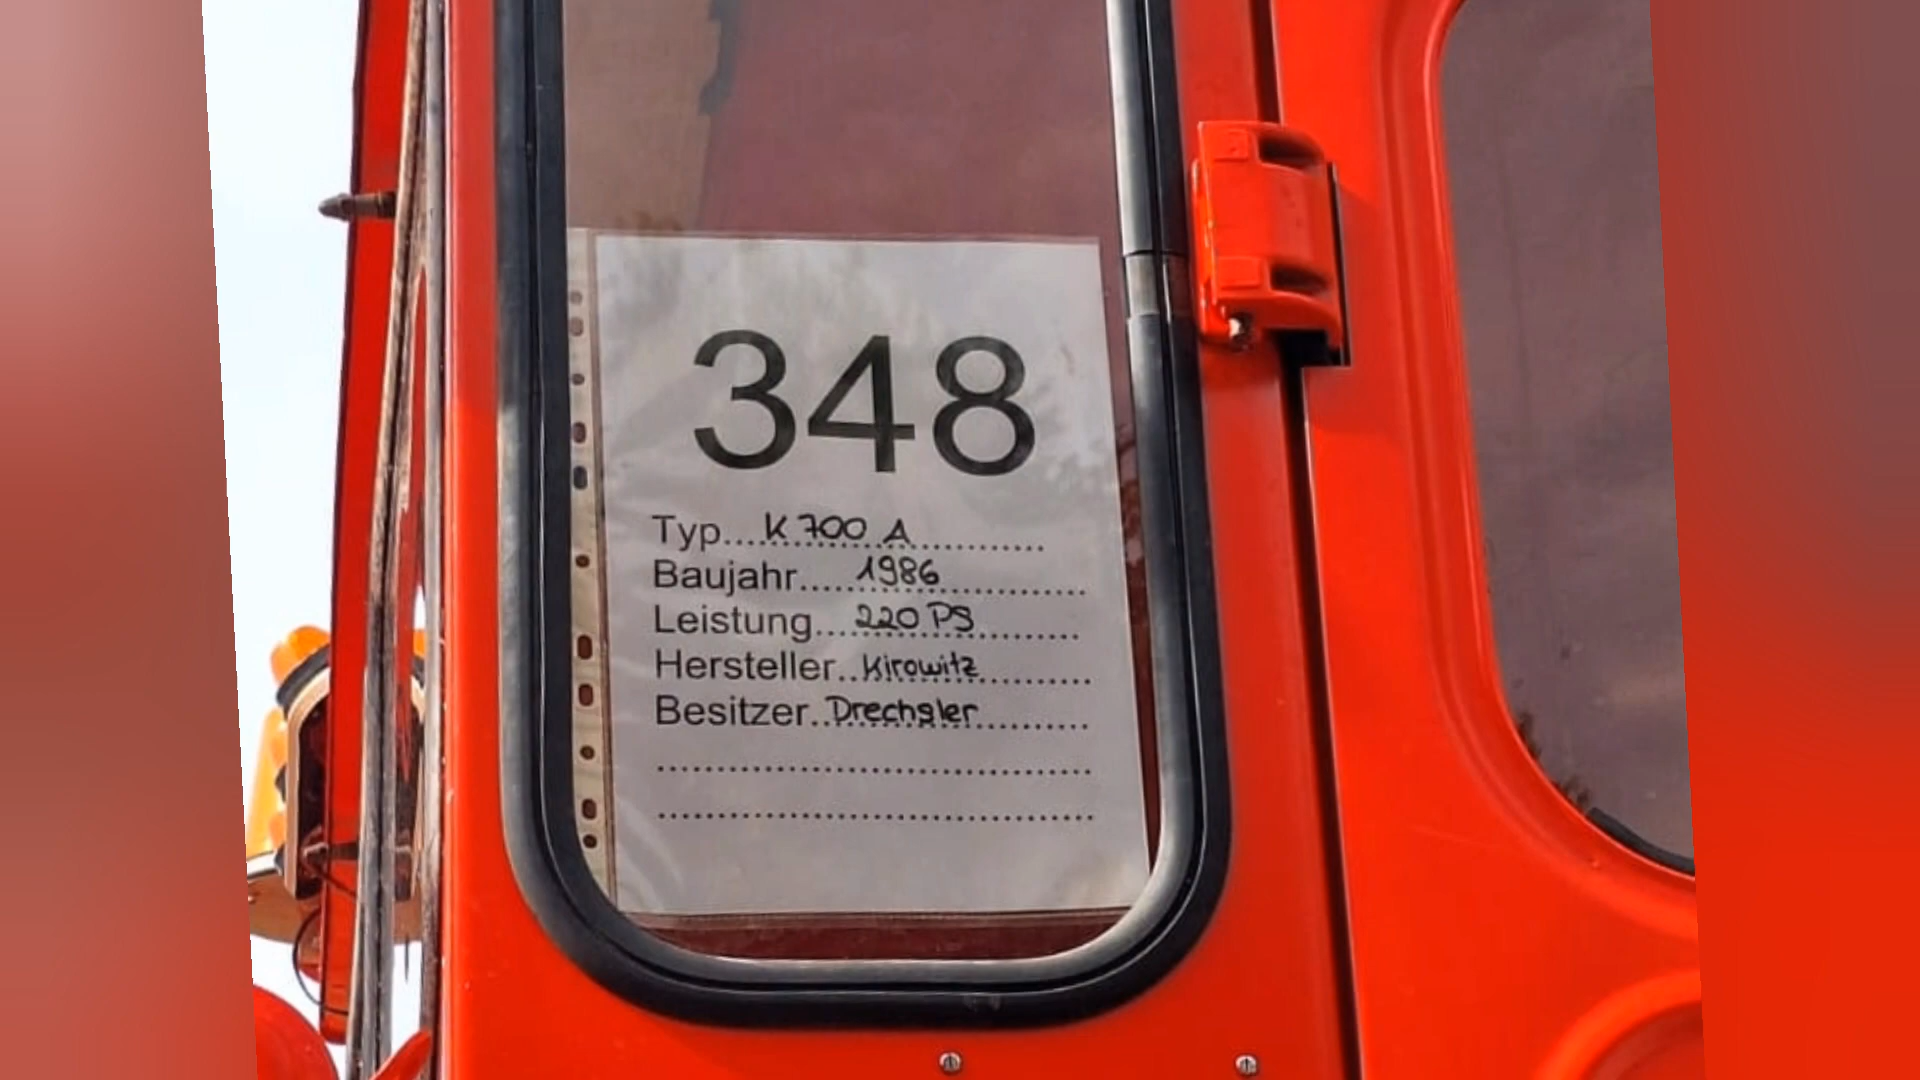 348
Typ...K 700 A............
Baujahr.....1986............
Leistung....220 PS..........
Hersteller..Kirowitz..........
Besitzer..Drechsler..........